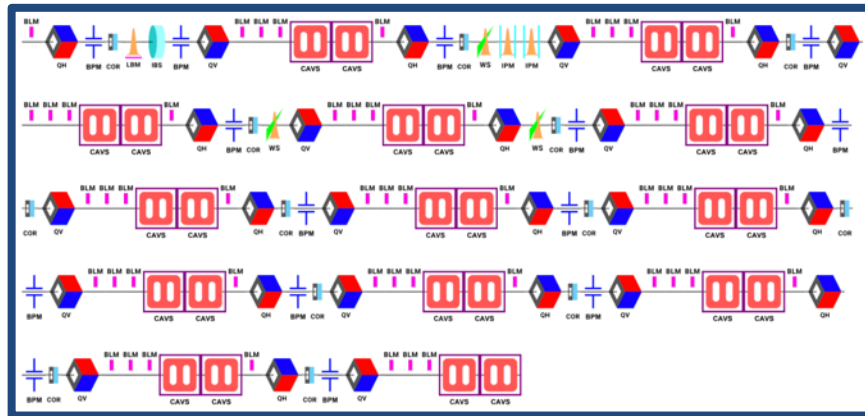 BLM BLM BLM BLM BLM BLM BLM BLM BLM BLM
QH BPM COR LBM IBS BPM QV CAVS CAVS QH BPM COR WS IPM IPM QV CAVS CAVS QH COR BPM
BLM BLM BLM BLM BLM BLM BLM BLM BLM BLM BLM BLM
CAVS CAVS QH BPM COR WS QV CAVS CAVS QH WS COR BPM QV CAVS CAVS QH BPM
BLM BLM BLM BLM BLM BLM BLM BLM BLM BLM BLM BLM
COR QV CAVS CAVS QH COR BPM QV CAVS CAVS QH BPM COR QV CAVS CAVS QH COR
BLM BLM BLM BLM BLM BLM BLM BLM BLM BLM BLM BLM
BPM QV CAVS CAVS QH BPM COR QV CAVS CAVS QH COR BPM QV CAVS CAVS QH
BLM BLM BLM BLM BLM BLM BLM
BPM COR QV CAVS CAVS QH COR BPM QV CAVS CAVS